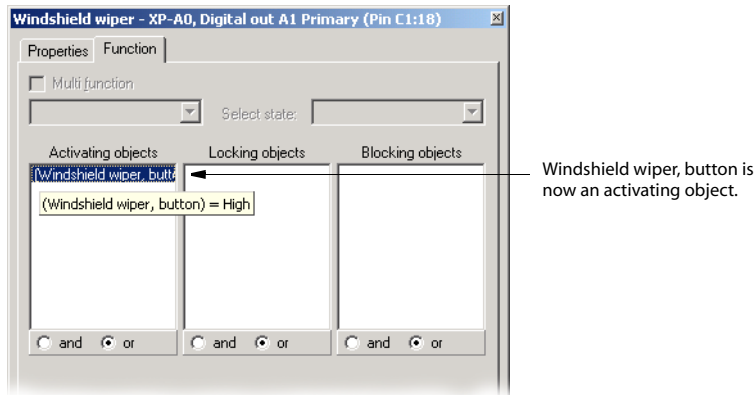 Windshield wiper - XP-A0, Digital out A1 Primary (Pin C1:18)
Properties Function
Multi function
Select state:
Activating objects Locking objects Blocking objects
(Windshield wiper, butt
(Windshield wiper, button) = High
and or and or and or
Windshield wiper, button is
now an activating object.